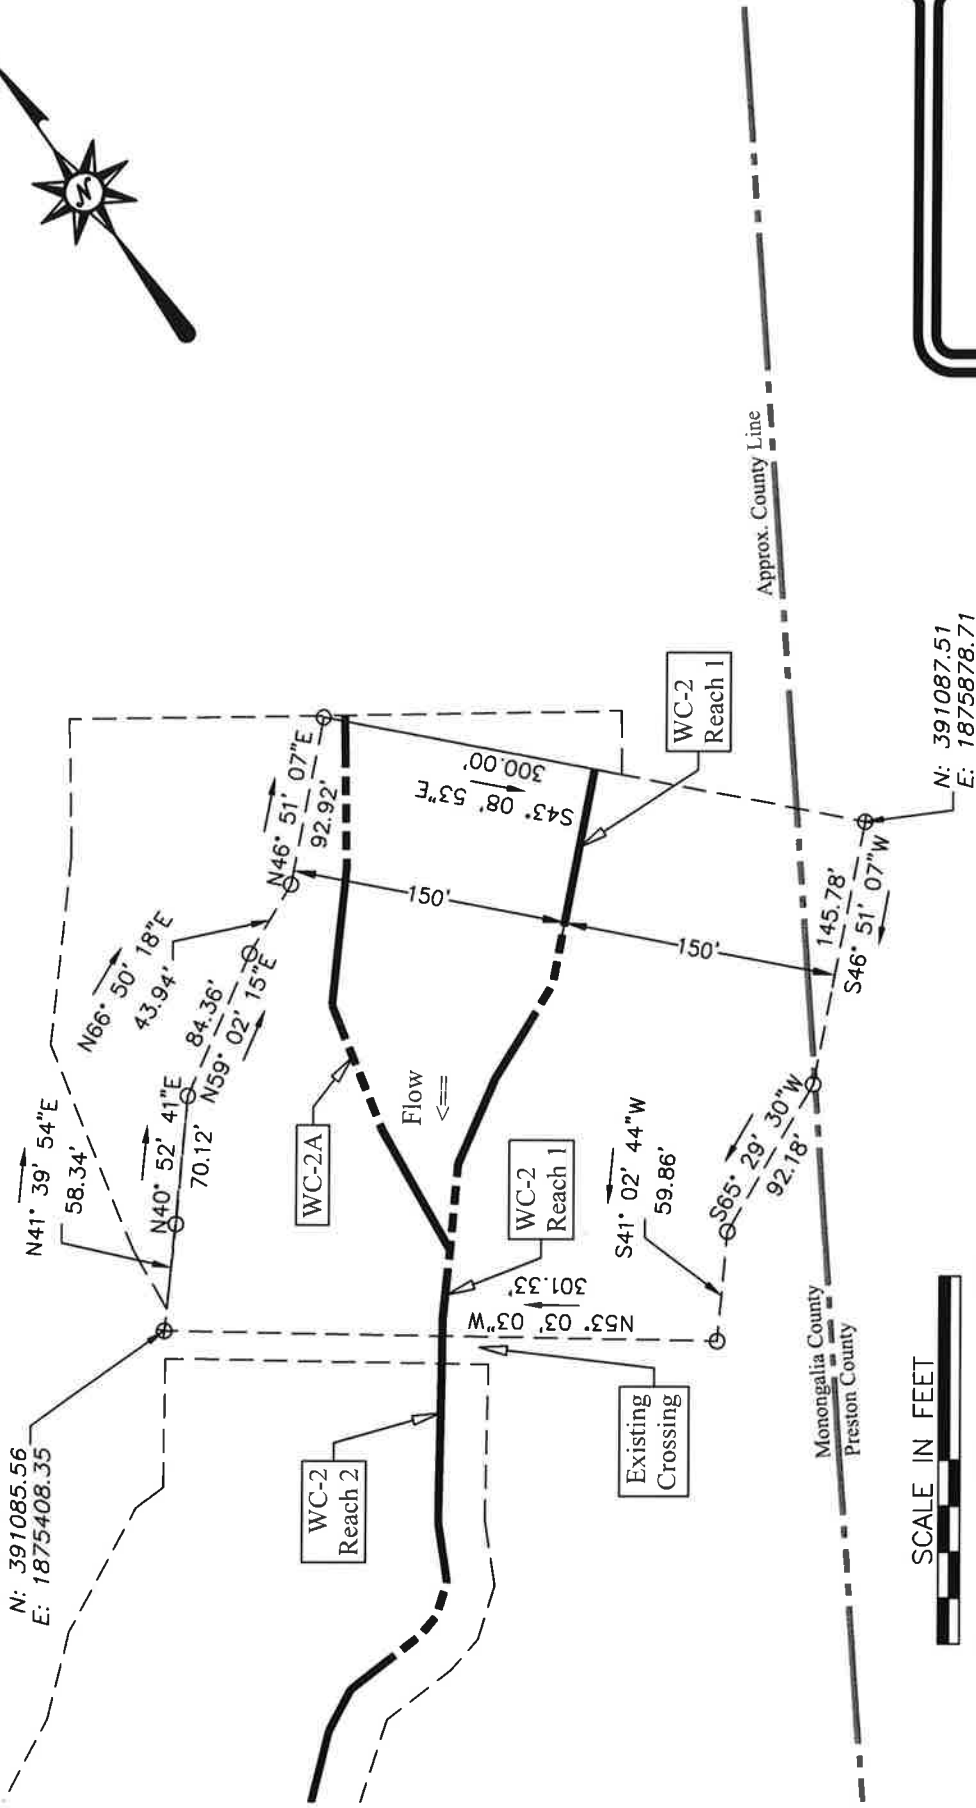 N
N: 391085.56
E: 1875408.35
N41° 39' 54"E
58.34'
N40° 52' 41"E
70.12'
N66° 50' 18"E
43.94'
84.36'
N59° 02' 15"E
N46° 51' 07"E
92.92'
WC-2A
Flow
<==
150'
S43° 08' 53"E
300.00'
WC-2
Reach 1
150'
WC-2
Reach 2
WC-2
Reach 1
N53° 03' 03"W
301.33'
Existing
Crossing
S41° 02' 44"W
59.86'
S65° 29' 30"W
92.18'
145.78'
S46° 51' 07"W
N: 391087.51
E: 1875878.71
Approx. County Line
Monongalia County
Preston County
SCALE IN FEET